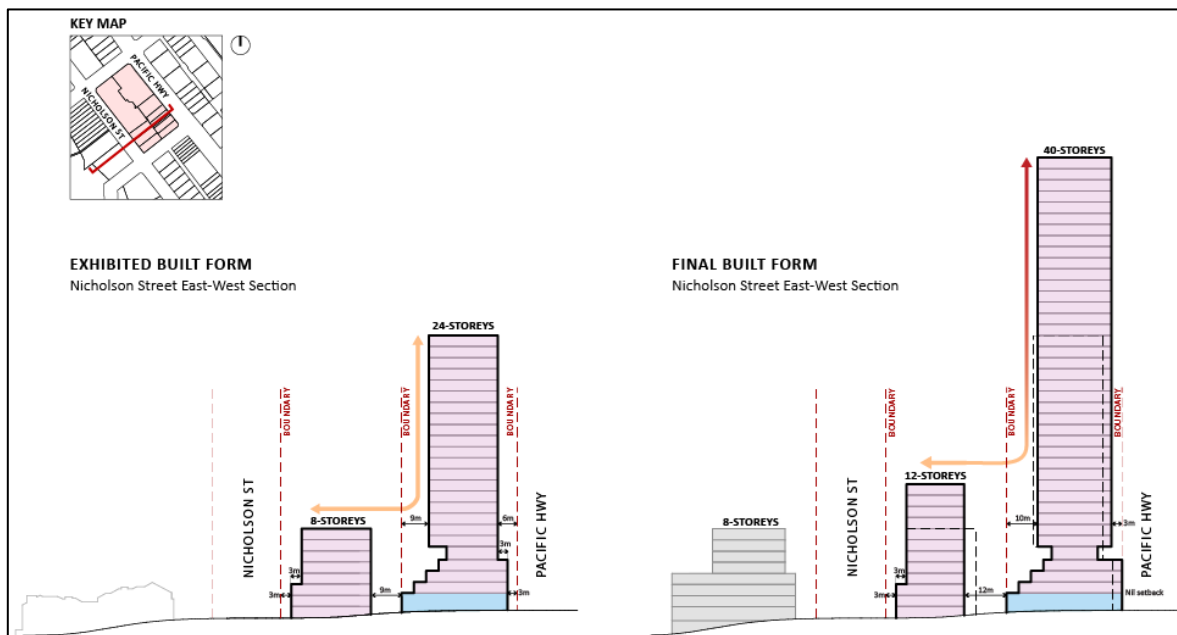 KEY MAP
PACIFIC HWY
NICHOLSON ST
EXHIBITED BUILT FORM
Nicholson Street East-West Section
24-STOREYS
BOUNDARY
BOUNDARY
BOUNDARY
NICHOLSON ST
8-STOREYS
9m
6m
3m
3m
3m
9m
3m
PACIFIC HWY
FINAL BUILT FORM
Nicholson Street East-West Section
40-STOREYS
BOUNDARY
BOUNDARY
BOUNDARY
NICHOLSON ST
12-STOREYS
8-STOREYS
10m
3m
3m
3m
12m
Nil setback
PACIFIC HWY